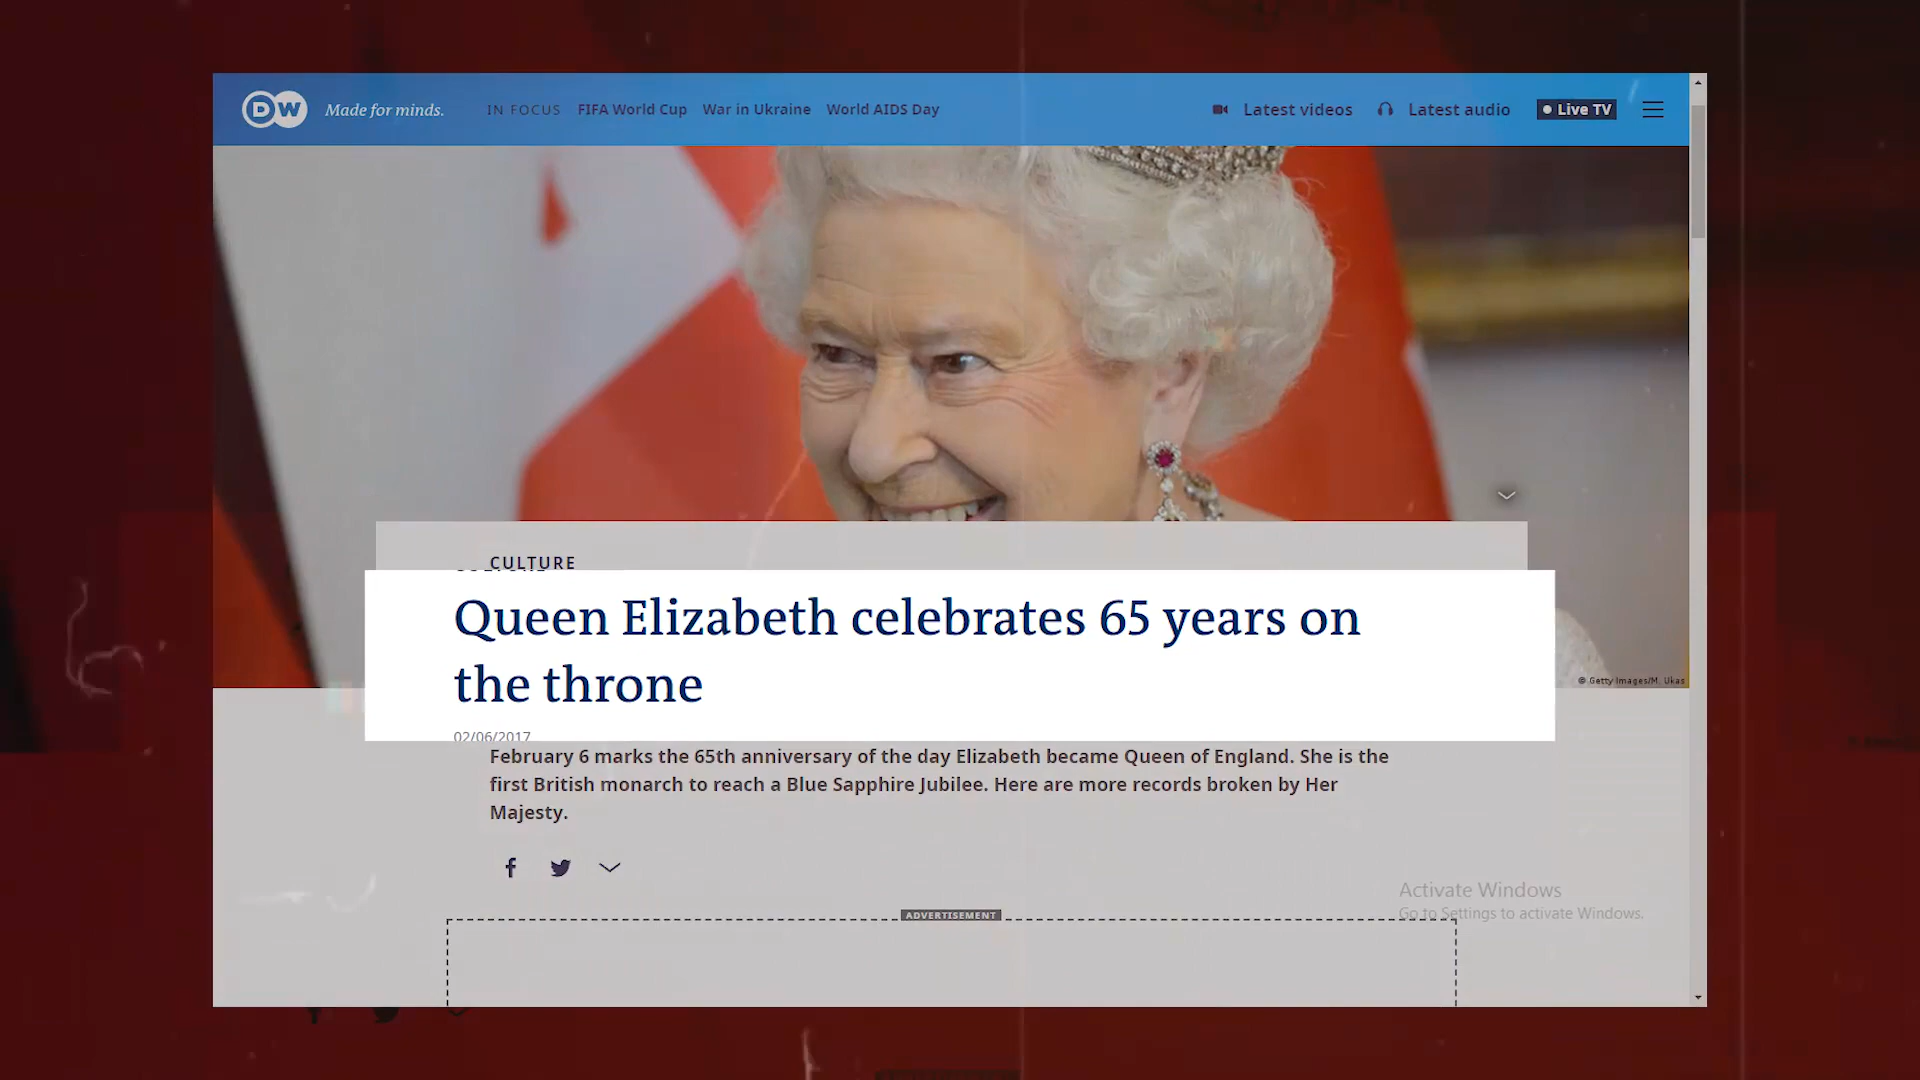 DW Made for minds. IN FOCUS FIFA World Cup War in Ukraine World AIDS Day Latest videos Latest audio Live TV
CULTURE
Queen Elizabeth celebrates 65 years on
the throne
© Getty Images/M. Ukas
02/06/2017
February 6 marks the 65th anniversary of the day Elizabeth became Queen of England. She is the
first British monarch to reach a Blue Sapphire Jubilee. Here are more records broken by Her
Majesty.
Activate Windows
Go to Settings to activate Windows.
ADVERTISEMENT